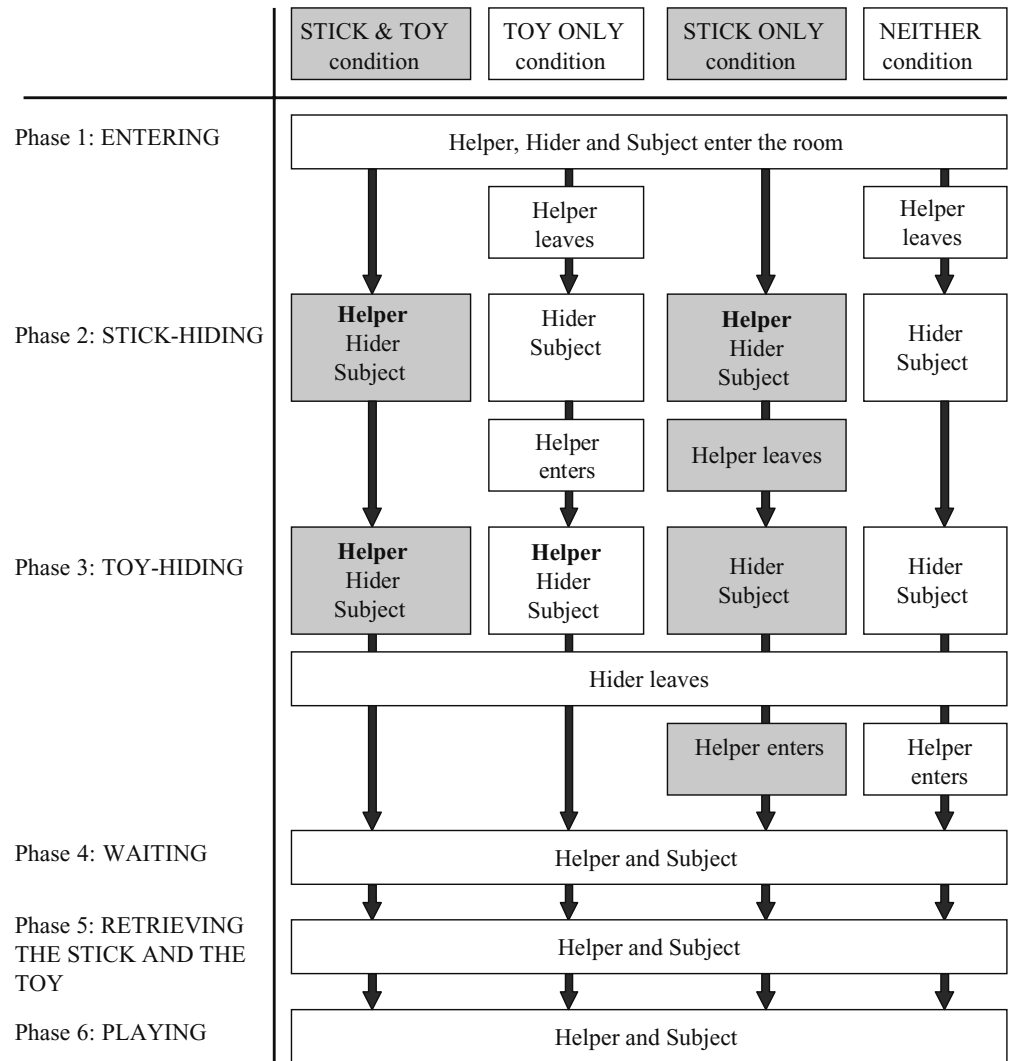 STICK & TOY condition
TOY ONLY condition
STICK ONLY condition
NEITHER condition
Phase 1: ENTERING
Helper, Hider and Subject enter the room
Helper leaves
Helper leaves
Phase 2: STICK-HIDING
Helper
Hider
Subject
Hider
Subject
Helper
Hider
Subject
Hider
Subject
Helper enters
Helper leaves
Phase 3: TOY-HIDING
Helper
Hider
Subject
Helper
Hider
Subject
Hider
Subject
Hider
Subject
Hider leaves
Helper enters
Helper enters
Phase 4: WAITING
Helper and Subject
Phase 5: RETRIEVING
THE STICK AND THE
TOY
Helper and Subject
Phase 6: PLAYING
Helper and Subject